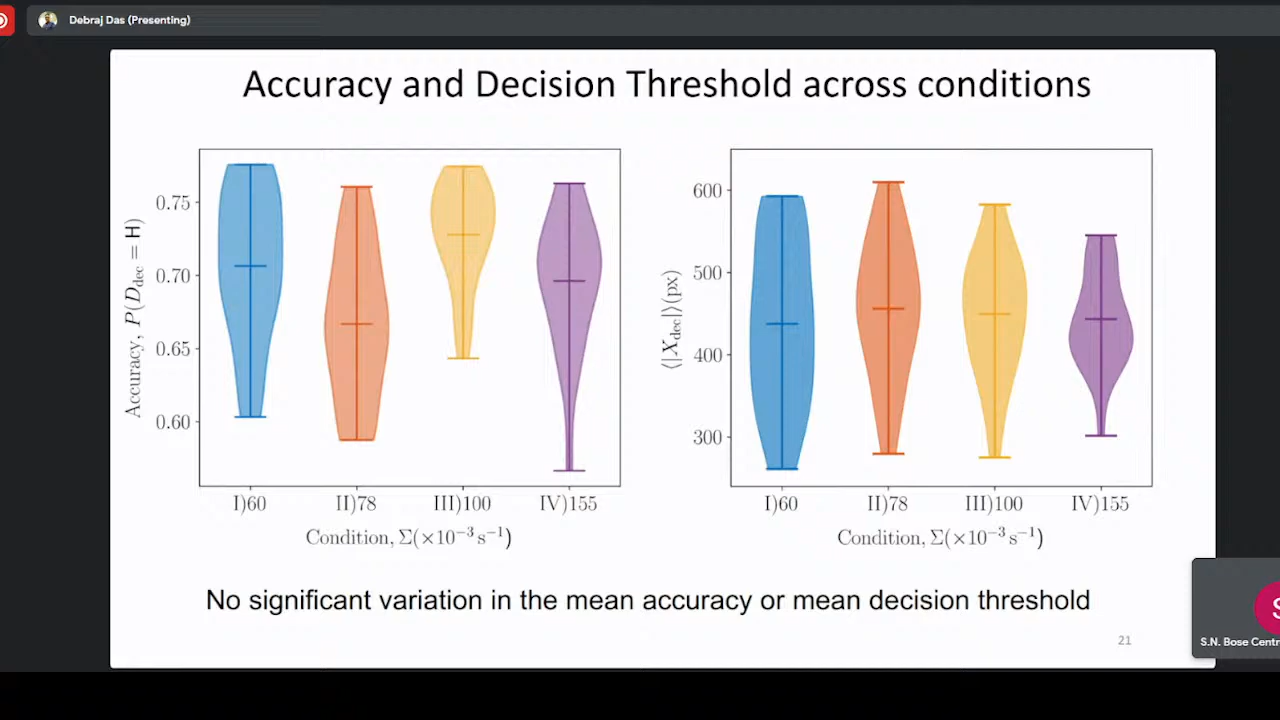 Debraj Das (Presenting)
Accuracy and Decision Threshold across conditions
Accuracy, P(D_dec = H)
0.75
0.70
0.65
0.60
I)60 II)78 III)100 IV)155
Condition, Σ(×10⁻³ s⁻¹)
⟨|X_dec|⟩(px)
600
500
400
300
I)60 II)78 III)100 IV)155
Condition, Σ(×10⁻³ s⁻¹)
No significant variation in the mean accuracy or mean decision threshold
21
S
S.N. Bose Centr